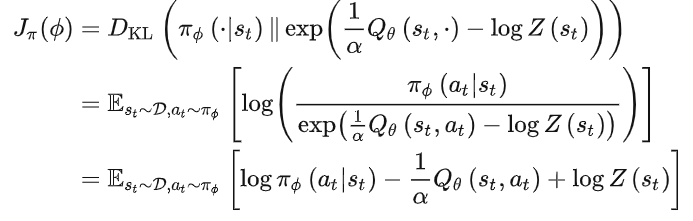 J_π(ϕ) = D_KL (π_ϕ (·|s_t) ‖ exp(1/α Q_θ (s_t, ·) − log Z (s_t)))
= 𝔼_{s_t∼𝒟,a_t∼π_ϕ} [log(π_ϕ (a_t|s_t) / exp(1/α Q_θ (s_t, a_t) − log Z (s_t)))]
= 𝔼_{s_t∼𝒟,a_t∼π_ϕ} [log π_ϕ (a_t|s_t) − 1/α Q_θ (s_t, a_t) + log Z (s_t)]